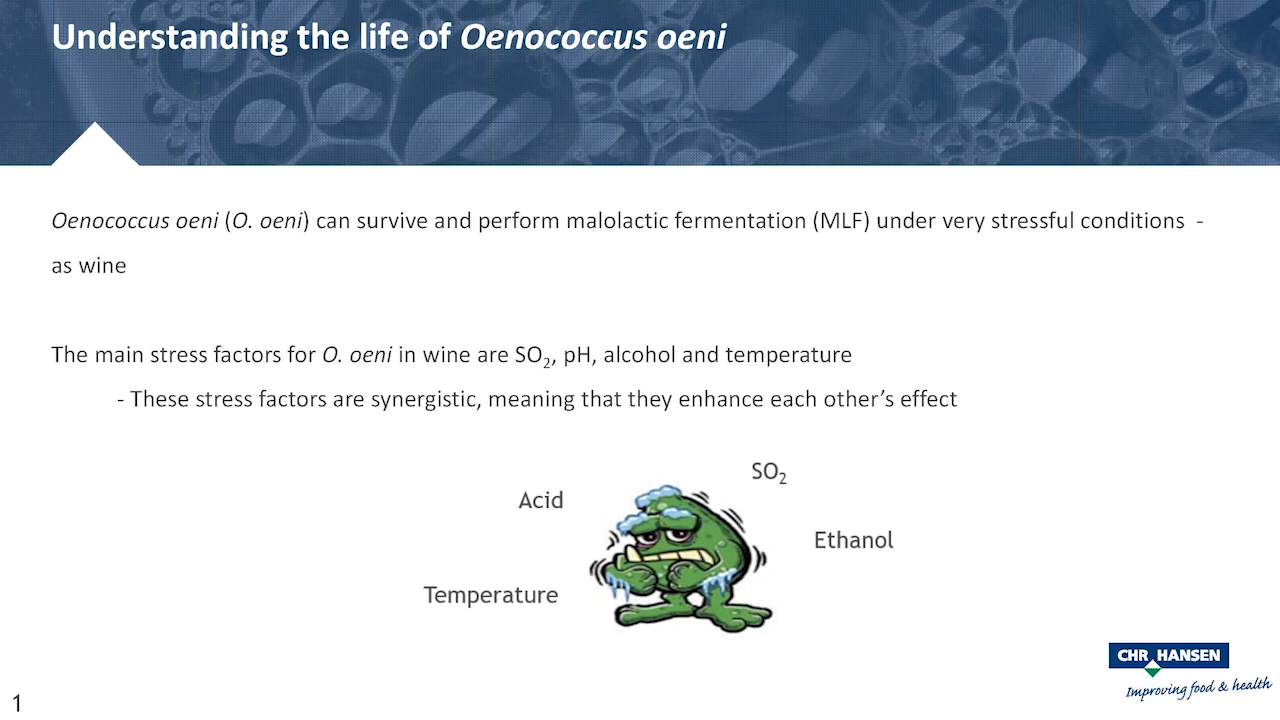 Understanding the life of Oenococcus oeni
Oenococcus oeni (O. oeni) can survive and perform malolactic fermentation (MLF) under very stressful conditions -
as wine
The main stress factors for O. oeni in wine are SO₂, pH, alcohol and temperature
- These stress factors are synergistic, meaning that they enhance each other’s effect
SO₂
Acid
Ethanol
Temperature
CHR HANSEN
Improving food & health
1